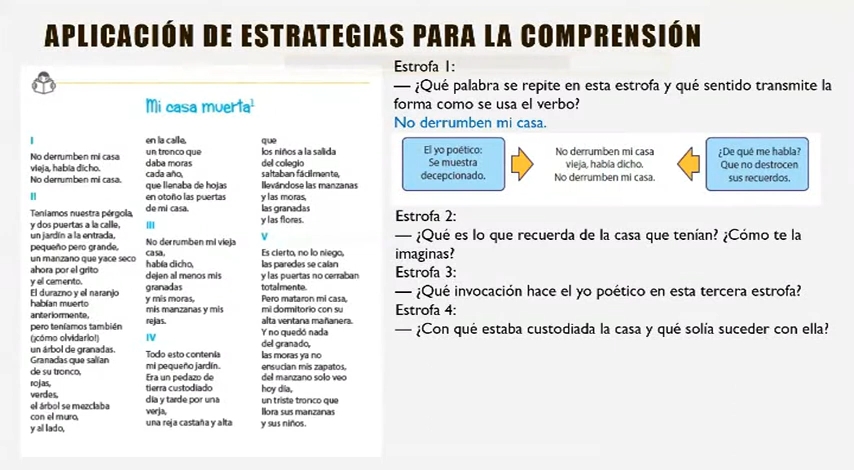 APLICACIÓN DE ESTRATEGIAS PARA LA COMPRENSIÓN
Mi casa muerta¹
I
No derrumben mi casa
vieja, había dicho.
No derrumben mi casa.
II
Teníamos nuestra pérgola,
y dos puertas a la calle,
un jardín a la entrada,
pequeño pero grande,
un manzano que yace seco
ahora por el grito
y el cemento.
El durazno y el naranjo
habían muerto
anteriormente,
pero teníamos también
(¡cómo olvidarlo!)
un árbol de granadas.
Granadas que salían
de su tronco,
rojas,
verdes,
el árbol se mezclaba
con el muro,
y al lado,
en la calle,
un tronco que
daba moras
cada año,
que llenaba de hojas
en otoño las puertas
de mi casa.
III
No derrumben mi vieja
casa,
había dicho,
dejen al menos mis
granadas
y mis moras,
mis manzanas y mis
rejas.
IV
Todo esto contenía
mi pequeño jardín.
Era un pedazo de
tierra custodiado
día y tarde por una
verja,
una reja castaña y alta
que
los niños a la salida
del colegio
saltaban fácilmente,
llevándose las manzanas
y las moras,
las granadas
y las flores.
V
Es cierto, no lo niego,
las paredes se caían
y las puertas no cerraban
totalmente.
Pero mataron mi casa,
mi dormitorio con su
alta ventana mañanera.
Y no quedó nada
del granado,
las moras ya no
ensucian mis zapatos,
del manzano solo veo
hoy día,
un triste tronco que
llora sus manzanas
y sus niños.
Estrofa 1:
— ¿Qué palabra se repite en esta estrofa y qué sentido transmite la
forma como se usa el verbo?
No derrumben mi casa.
El yo poético:
Se muestra
decepcionado.
No derrumben mi casa
vieja, había dicho.
No derrumben mi casa.
¿De qué me habla?
Que no destrocen
sus recuerdos.
Estrofa 2:
— ¿Qué es lo que recuerda de la casa que tenían? ¿Cómo te la
imaginas?
Estrofa 3:
— ¿Qué invocación hace el yo poético en esta tercera estrofa?
Estrofa 4:
— ¿Con qué estaba custodiada la casa y qué solía suceder con ella?